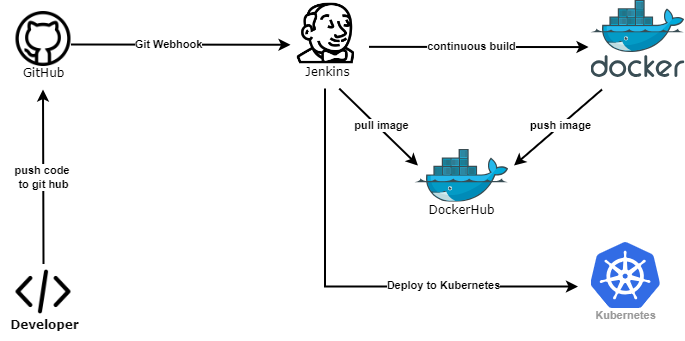 Git Webhook
continuous build
docker
GitHub
Jenkins
pull image
push image
push code
to git hub
DockerHub
Deploy to Kubernetes
Developer
Kubernetes